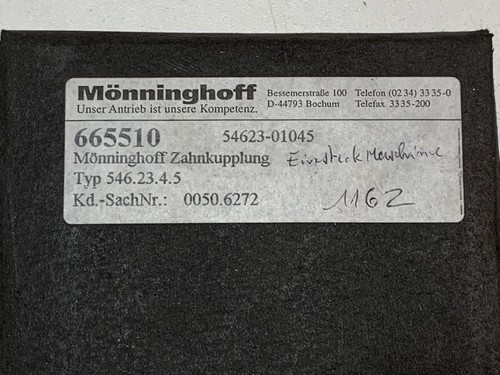 Mönninghoff Bessemerstraße 100 Telefon (02 34) 33 35-0
Unser Antrieb ist unsere Kompetenz. D-44793 Bochum Telefax 33 35-200
665510 54623-01045
Mönninghoff Zahnkupplung Einsteck Maschine
Typ 546.23.4.5
Kd.-SachNr.: 0050.6272 1162